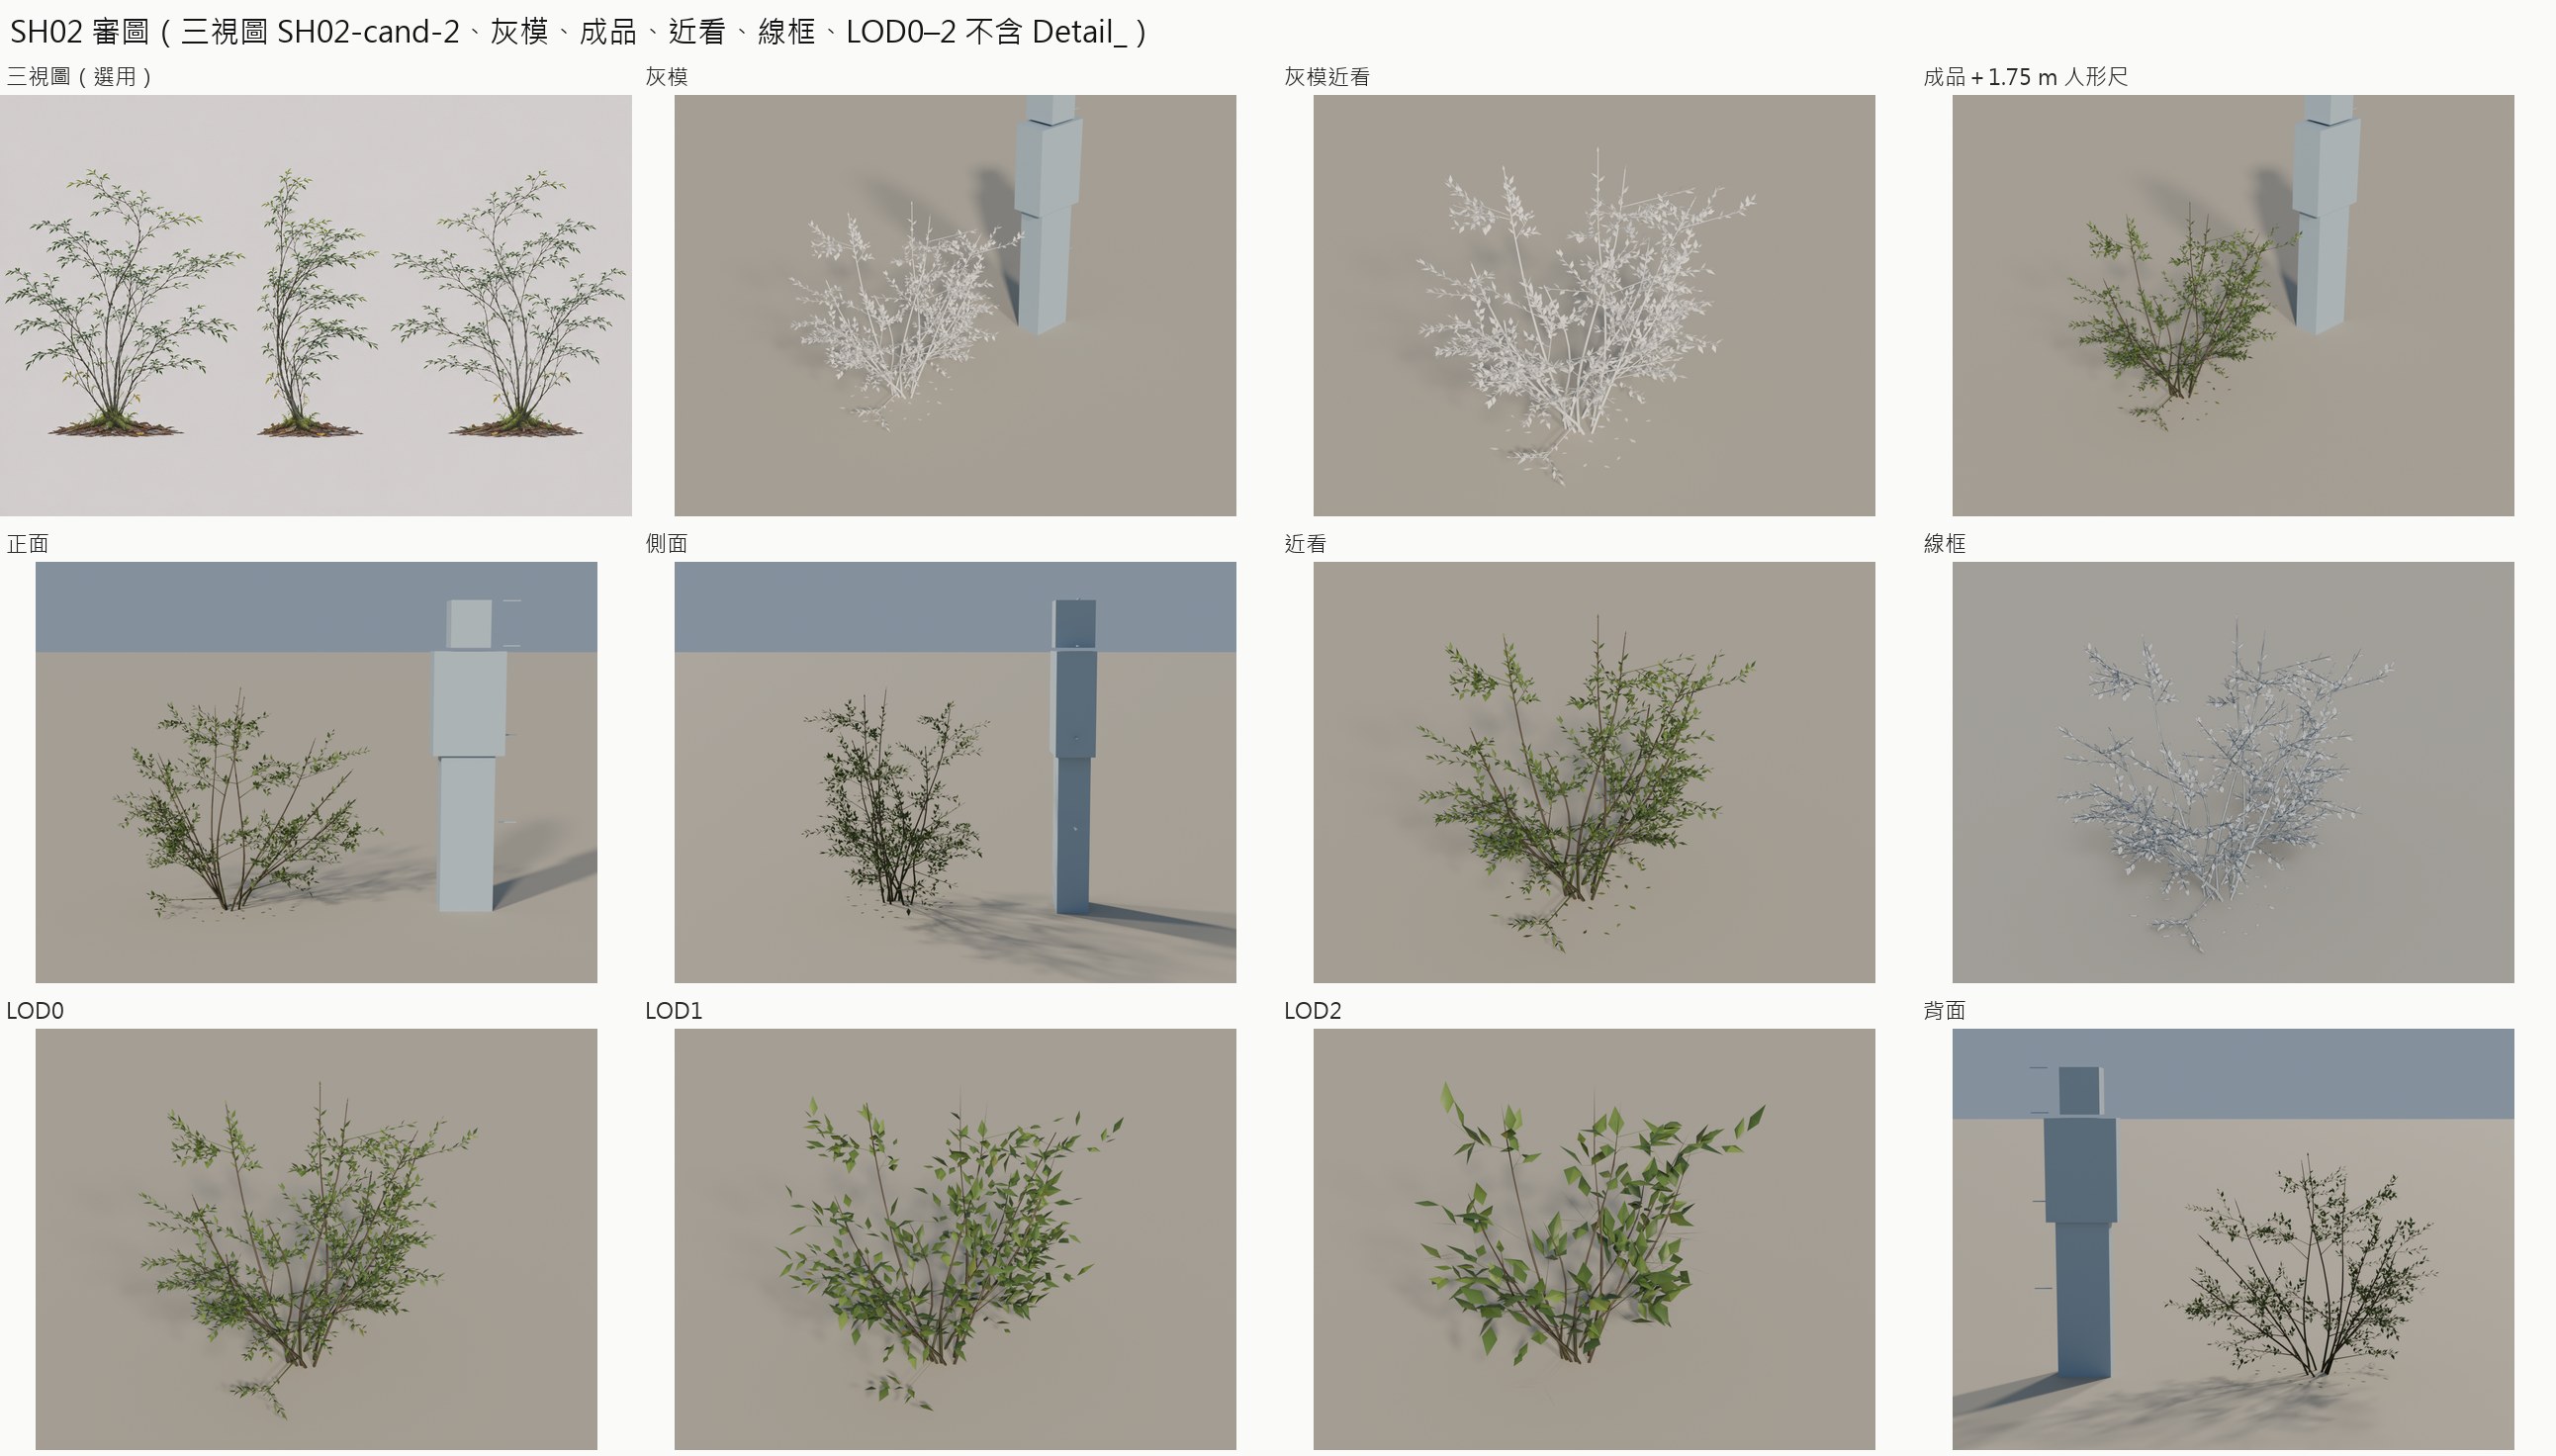 SH02 審圖（三視圖 SH02-cand-2、灰模、成品、近看、線框、LOD0–2 不含 Detail_）
三視圖（選用）
灰模
灰模近看
成品＋1.75 m 人形尺
正面
側面
近看
線框
LOD0
LOD1
LOD2
背面